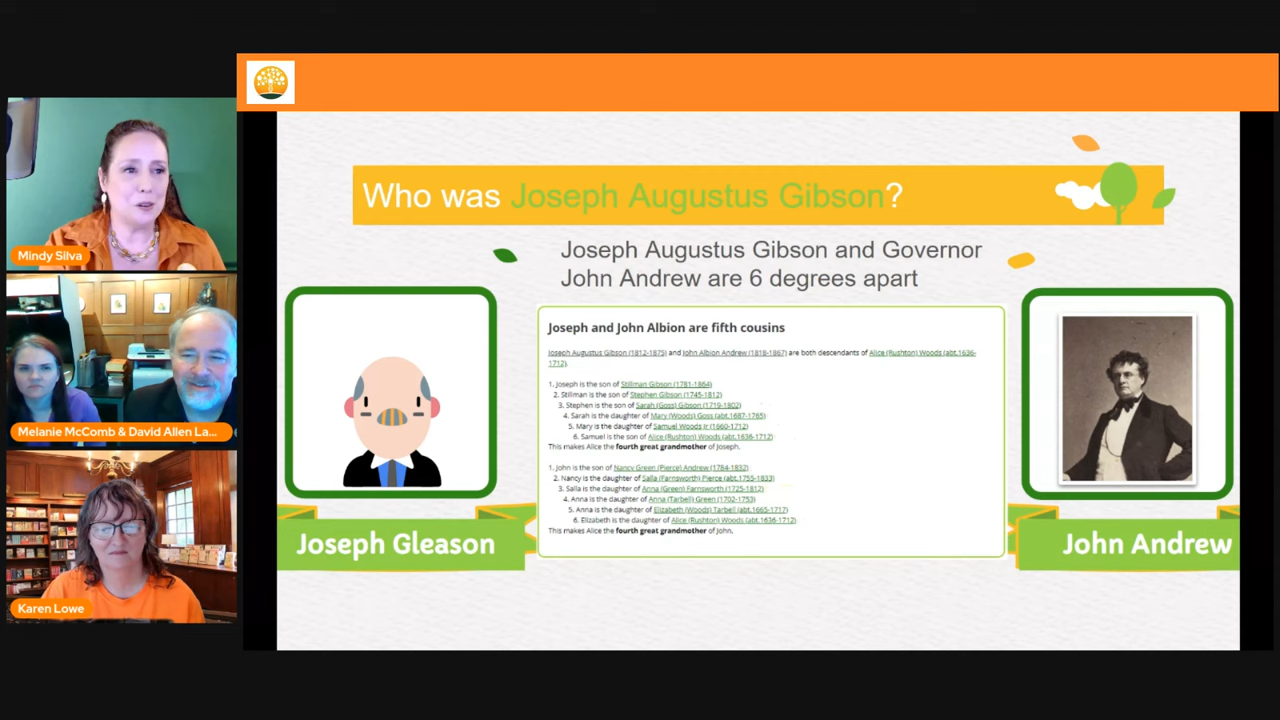 Who was Joseph Augustus Gibson?
Joseph Augustus Gibson and Governor
John Andrew are 6 degrees apart
Joseph and John Albion are fifth cousins
Joseph Augustus Gibson (1812-1875) and John Albion Andrew (1818-1867) are both descendants of Alice (Rushton) Woods (abt.1636-
1712).
1. Joseph is the son of Stillman Gibson (1781-1864)
2. Stillman is the son of Stephen Gibson (1745-1812)
3. Stephen is the son of Sarah (Goss) Gibson (1719-1802)
4. Sarah is the daughter of Mary (Woods) Goss (abt.1687-1765)
5. Mary is the daughter of Samuel Woods Jr (1660-1712)
6. Samuel is the son of Alice (Rushton) Woods (abt.1636-1712)
This makes Alice the fourth great grandmother of Joseph.
1. John is the son of Nancy Green (Pierce) Andrew (1784-1832)
2. Nancy is the daughter of Salla (Farnsworth) Pierce (abt.1755-1833)
3. Salla is the daughter of Anna (Green) Farnsworth (1725-1812)
4. Anna is the daughter of Anna (Tarbell) Green (1702-1753)
5. Anna is the daughter of Elizabeth (Woods) Tarbell (abt.1665-1717)
6. Elizabeth is the daughter of Alice (Rushton) Woods (abt.1636-1712)
This makes Alice the fourth great grandmother of John.
Joseph Gleason
John Andrew
Mindy Silva
Melanie McComb & David Allen La...
Karen Lowe